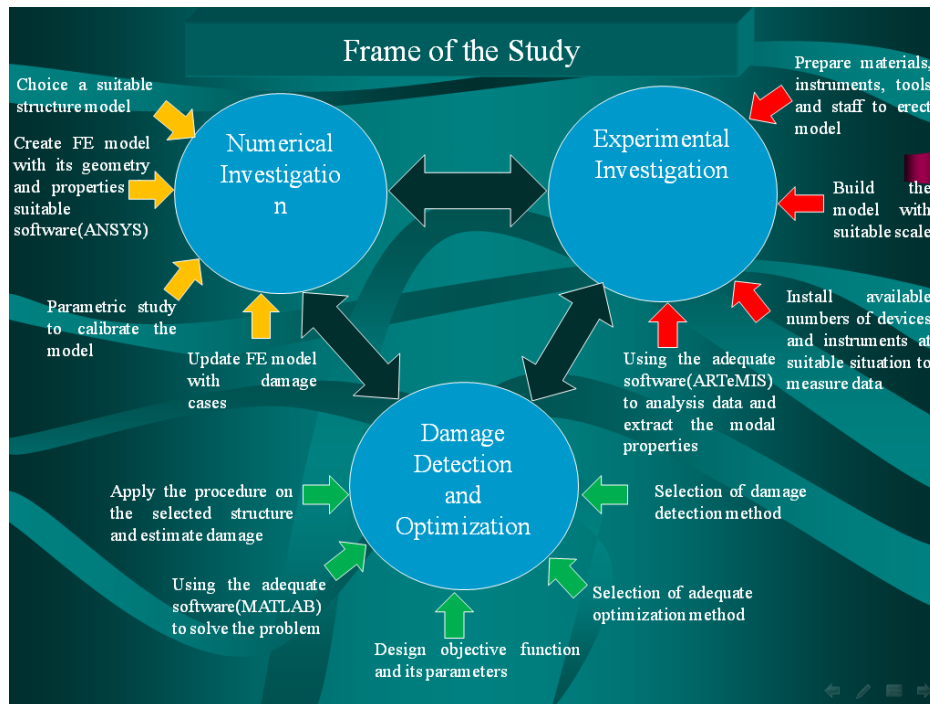 Frame of the Study
Choice a suitable
structure model
Create FE model
with its geometry
and properties
suitable
software(ANSYS)
Parametric study
to calibrate the
model
Update FE model
with damage
cases
Numerical
Investigatio
n
Experimental
Investigation
Prepare materials,
instruments, tools
and staff to erect
model
Build the
model with
suitable scale
Install available
numbers of devices
and instruments at
suitable situation to
measure data
Using the adequate
software(ARTeMIS)
to analysis data and
extract the modal
properties
Damage
Detection
and
Optimization
Apply the procedure on
the selected structure
and estimate damage
Using the adequate
software(MATLAB)
to solve the problem
Design objective function
and its parameters
Selection of adequate
optimization method
Selection of damage
detection method